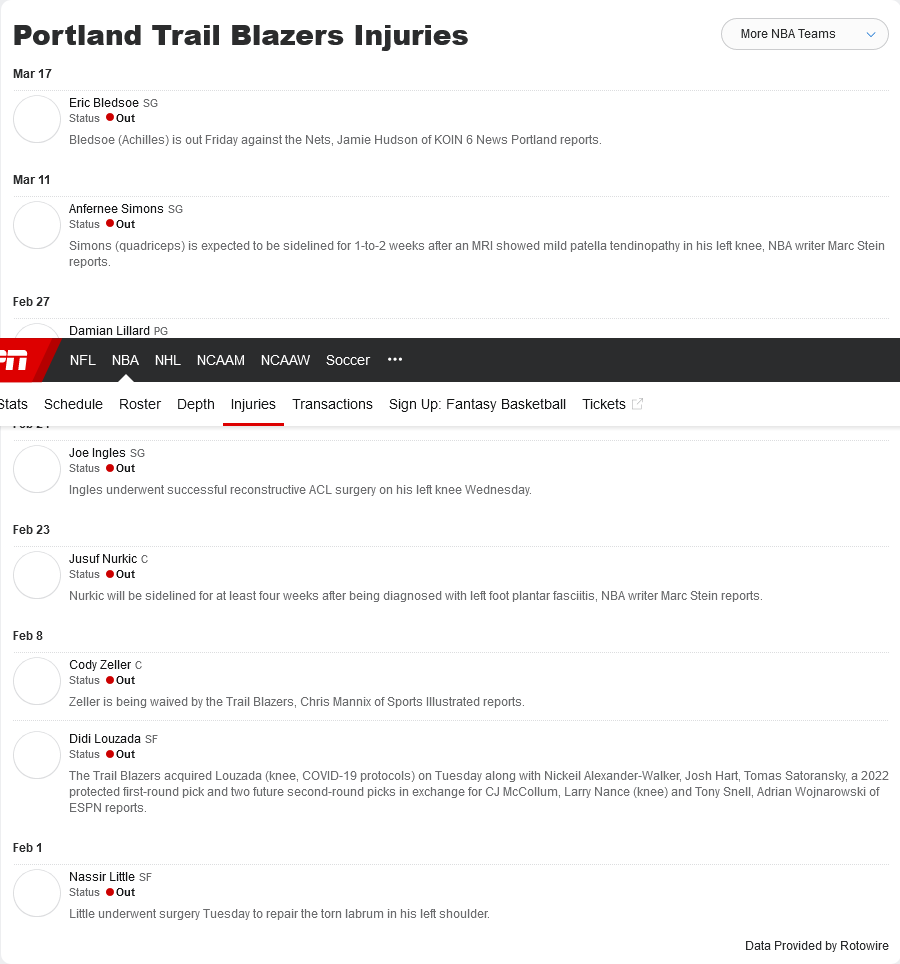 Portland Trail Blazers Injuries
More NBA Teams
Mar 17
Eric Bledsoe SG
Status Out
Bledsoe (Achilles) is out Friday against the Nets, Jamie Hudson of KOIN 6 News Portland reports.
Mar 11
Anfernee Simons SG
Status Out
Simons (quadriceps) is expected to be sidelined for 1-to-2 weeks after an MRI showed mild patella tendinopathy in his left knee, NBA writer Marc Stein
reports.
Feb 27
Damian Lillard PG
NFL NBA NHL NCAAM NCAAW Soccer •••
Stats Schedule Roster Depth Injuries Transactions Sign Up: Fantasy Basketball Tickets
Joe Ingles SG
Status Out
Ingles underwent successful reconstructive ACL surgery on his left knee Wednesday.
Feb 23
Jusuf Nurkic C
Status Out
Nurkic will be sidelined for at least four weeks after being diagnosed with left foot plantar fasciitis, NBA writer Marc Stein reports.
Feb 8
Cody Zeller C
Status Out
Zeller is being waived by the Trail Blazers, Chris Mannix of Sports Illustrated reports.
Didi Louzada SF
Status Out
The Trail Blazers acquired Louzada (knee, COVID-19 protocols) on Tuesday along with Nickeil Alexander-Walker, Josh Hart, Tomas Satoransky, a 2022
protected first-round pick and two future second-round picks in exchange for CJ McCollum, Larry Nance (knee) and Tony Snell, Adrian Wojnarowski of
ESPN reports.
Feb 1
Nassir Little SF
Status Out
Little underwent surgery Tuesday to repair the torn labrum in his left shoulder.
Data Provided by Rotowire